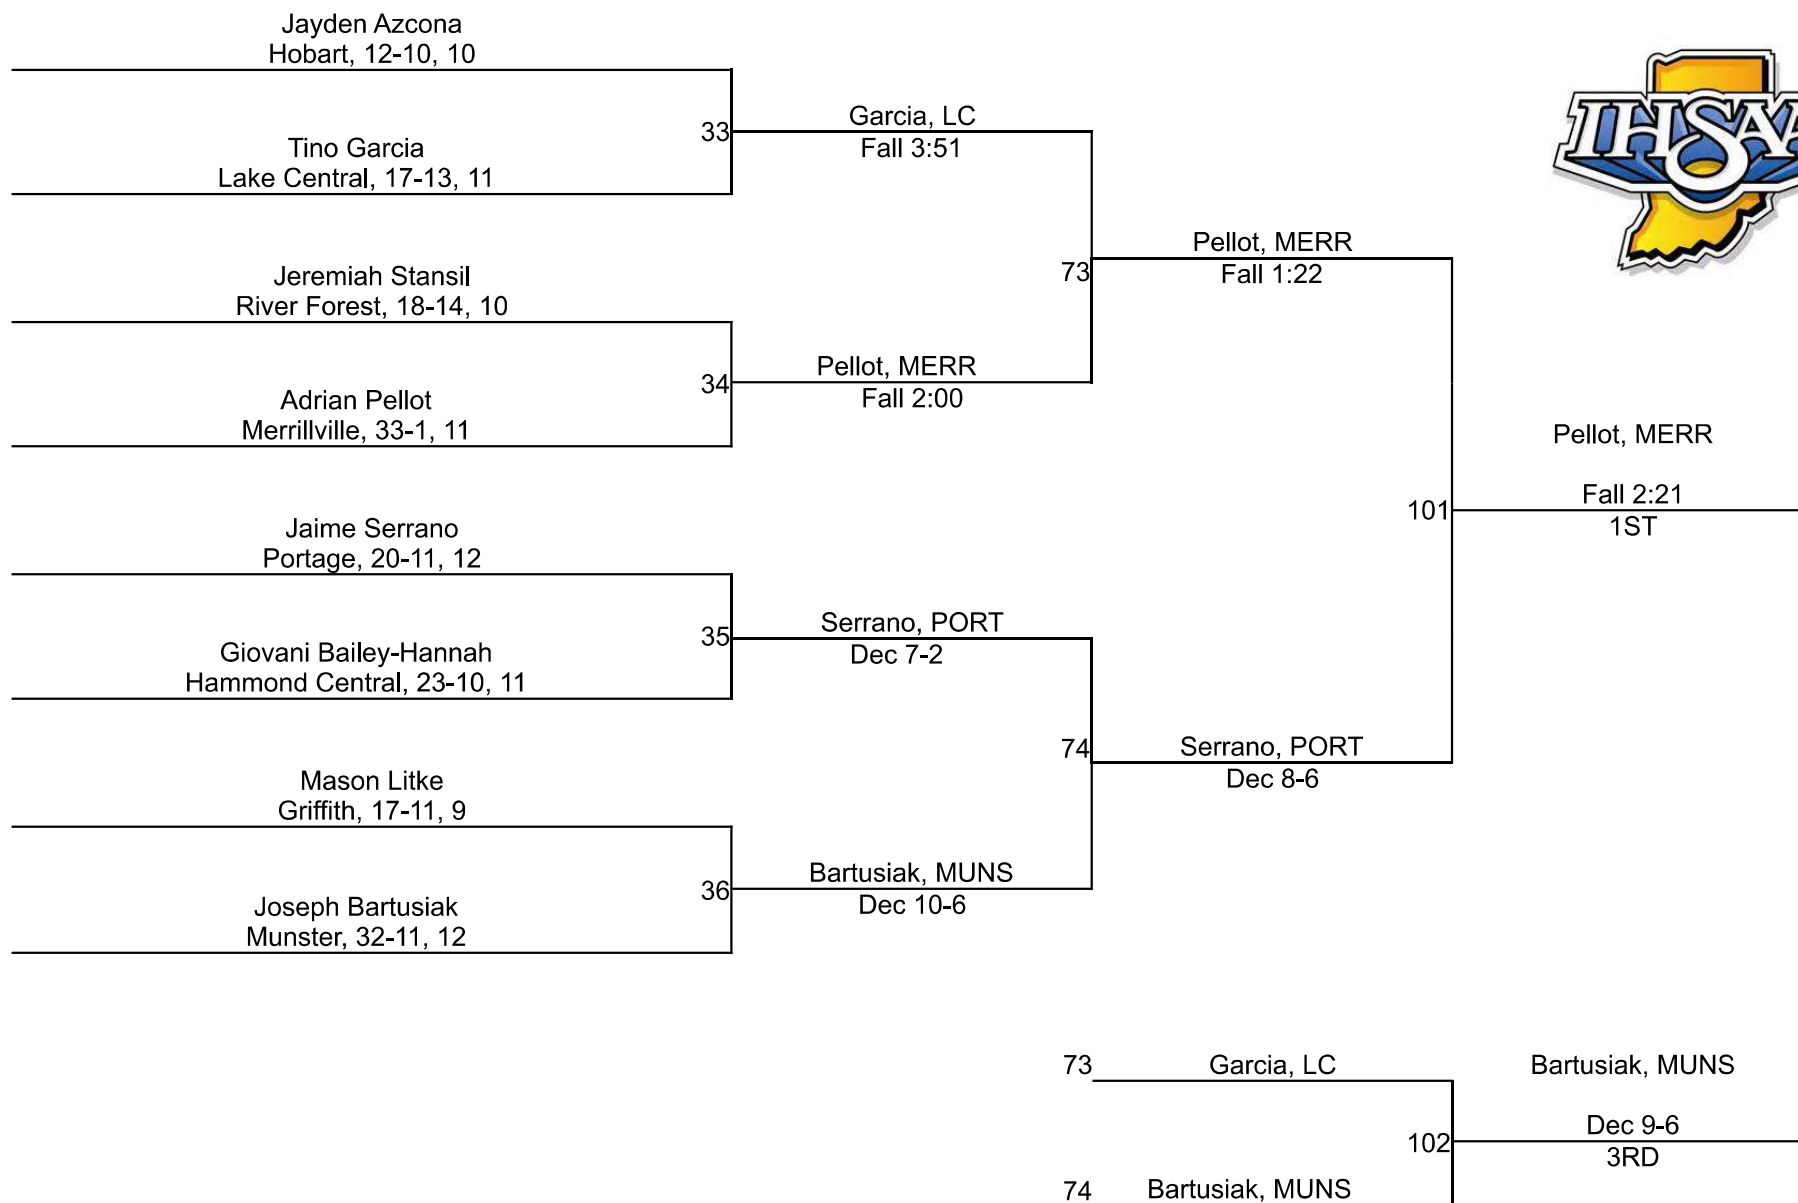 Jayden Azcona
Hobart, 12-10, 10
33
Garcia, LC
Fall 3:51
Tino Garcia
Lake Central, 17-13, 11
IHSAA
73
Pellot, MERR
Fall 1:22
Jeremiah Stansil
River Forest, 18-14, 10
34
Pellot, MERR
Fall 2:00
Adrian Pellot
Merrillville, 33-1, 11
101
Pellot, MERR
Fall 2:21
1ST
Jaime Serrano
Portage, 20-11, 12
35
Serrano, PORT
Dec 7-2
Giovani Bailey-Hannah
Hammond Central, 23-10, 11
74
Serrano, PORT
Dec 8-6
Mason Litke
Griffith, 17-11, 9
36
Bartusiak, MUNS
Dec 10-6
Joseph Bartusiak
Munster, 32-11, 12
73
Garcia, LC
Bartusiak, MUNS
102
Dec 9-6
3RD
74
Bartusiak, MUNS